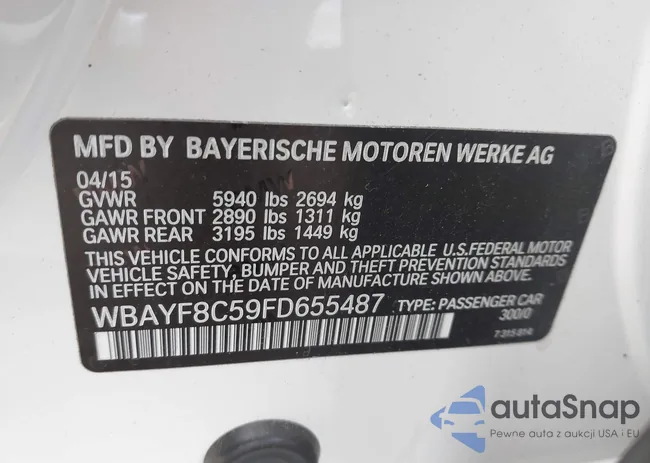 MFD BY BAYERISCHE MOTOREN WERKE AG
04/15
GVWR 5940 lbs 2694 kg
GAWR FRONT 2890 lbs 1311 kg
GAWR REAR 3195 lbs 1449 kg
THIS VEHICLE CONFORMS TO ALL APPLICABLE U.S.FEDERAL MOTOR
VEHICLE SAFETY, BUMPER, AND THEFT PREVENTION STANDARDS
IN EFFECT ON THE DATE OF MANUFACTURE SHOWN ABOVE.
WBAYF8C59FD655487 TYPE: PASSENGER CAR
300/0
7 315 814
autaSnap
Pewne auta z aukcji USA i EU